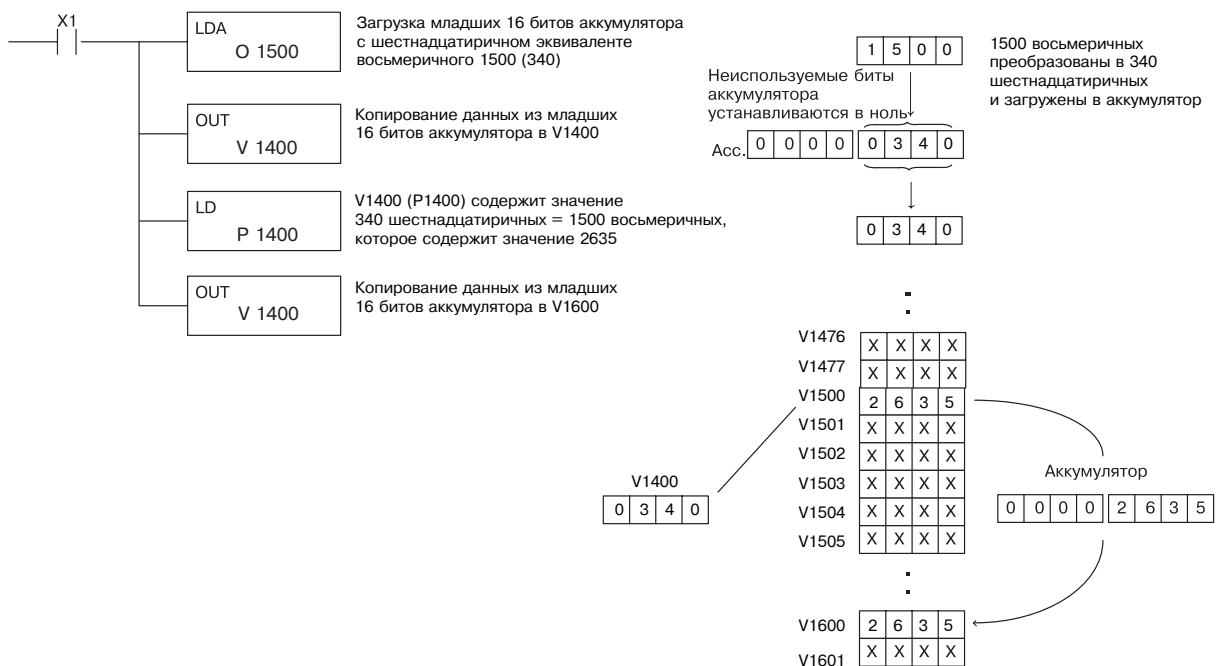 X1
LDA
O 1500
Загрузка младших 16 битов аккумулятора
с шестнадцатиричном эквиваленте
восьмеричного 1500 (340)
OUT
V 1400
Копирование данных из младших
16 битов аккумулятора в V1400
LD
P 1400
V1400 (P1400) содержит значение
340 шестнадцатиричных = 1500 восьмеричных,
которое содержит значение 2635
OUT
V 1400
Копирование данных из младших
16 битов аккумулятора в V1600
1 5 0 0
1500 восьмеричных
преобразованы в 340
шестнадцатиричных
и загружены в аккумулятор
Неиспользуемые биты
аккумулятора
устанавливаются в ноль
Acc. 0 0 0 0 0 3 4 0
0 3 4 0
V1476 X X X X
V1477 X X X X
V1500 2 6 3 5
V1501 X X X X
V1502 X X X X
V1503 X X X X
V1504 X X X X
V1505 X X X X
V1400
0 3 4 0
Аккумулятор
0 0 0 0 2 6 3 5
V1600 2 6 3 5
V1601 X X X X